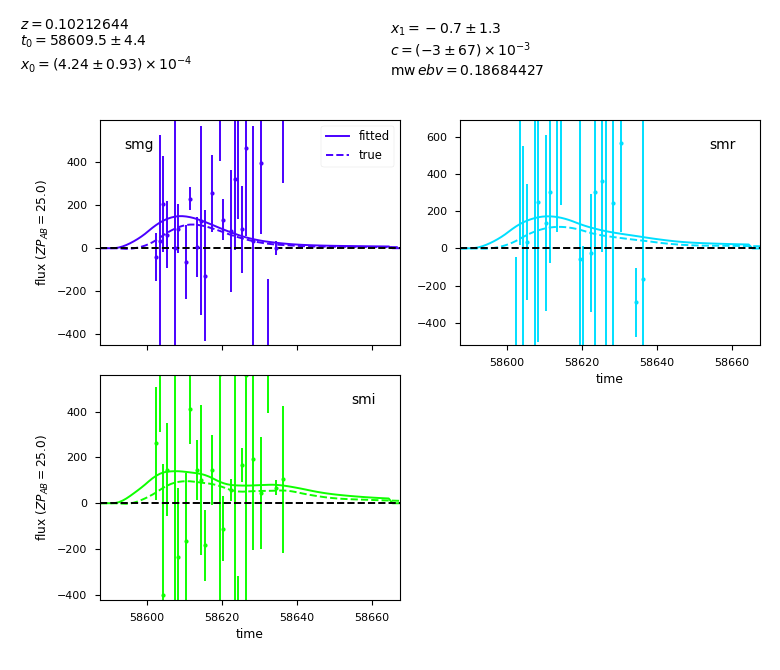 z = 0.10212644
t₀ = 58609.5 ± 4.4
x₀ = (4.24 ± 0.93) × 10⁻⁴
x₁ = −0.7 ± 1.3
c = (−3 ± 67) × 10⁻³
mw ebv = 0.18684427
smg
fitted
true
flux (ZP_AB = 25.0)
400
200
0
−200
−400
smr
600
400
200
0
−200
−400
58600 58620 58640 58660
time
smi
flux (ZP_AB = 25.0)
400
200
0
−200
−400
58600 58620 58640 58660
time